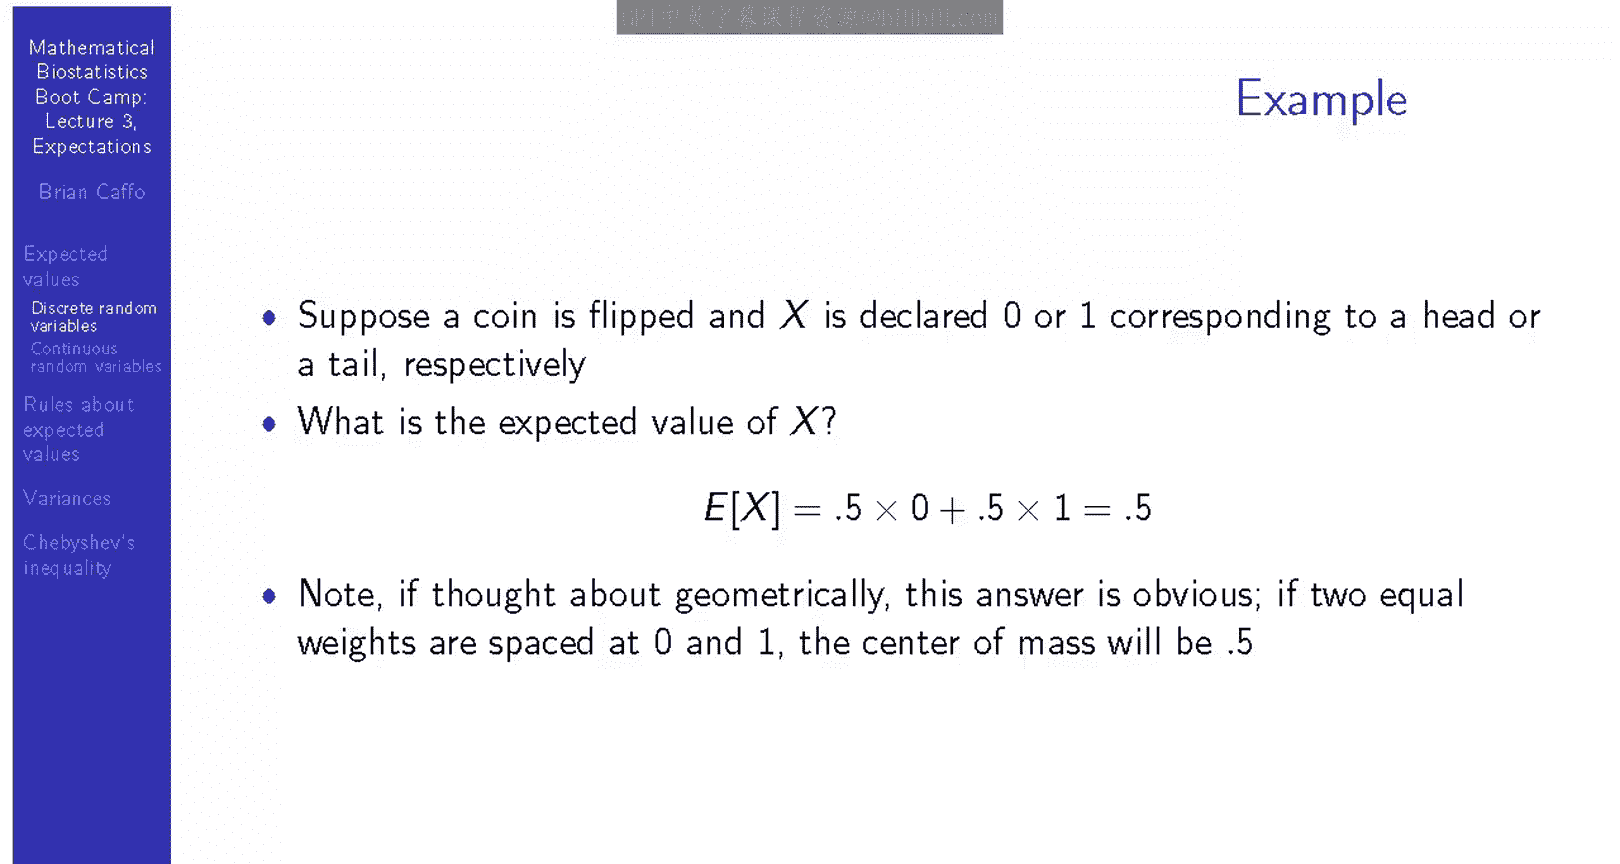 Mathematical
Biostatistics
Boot Camp:
Lecture 3,
Expectations
Brian Caffo
Expected
values
Discrete random
variables
Continuous
random variables
Rules about
expected
values
Variances
Chebyshev's
inequality
Example
• Suppose a coin is flipped and X is declared 0 or 1 corresponding to a head or
a tail, respectively
• What is the expected value of X?
E[X] = .5 × 0 + .5 × 1 = .5
• Note, if thought about geometrically, this answer is obvious; if two equal
weights are spaced at 0 and 1, the center of mass will be .5